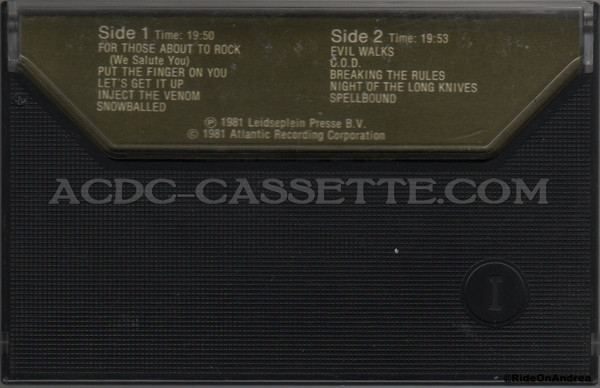 Side 1 Time: 19:50
FOR THOSE ABOUT TO ROCK
(We Salute You)
PUT THE FINGER ON YOU
LET'S GET IT UP
INJECT THE VENOM
SNOWBALLED
Side 2 Time: 19:53
EVIL WALKS
C.O.D.
BREAKING THE RULES
NIGHT OF THE LONG KNIVES
SPELLBOUND
℗ 1981 Leidseplein Presse B.V.
© 1981 Atlantic Recording Corporation
ACDC-CASSETTE.COM
I
©RideOnAndrea